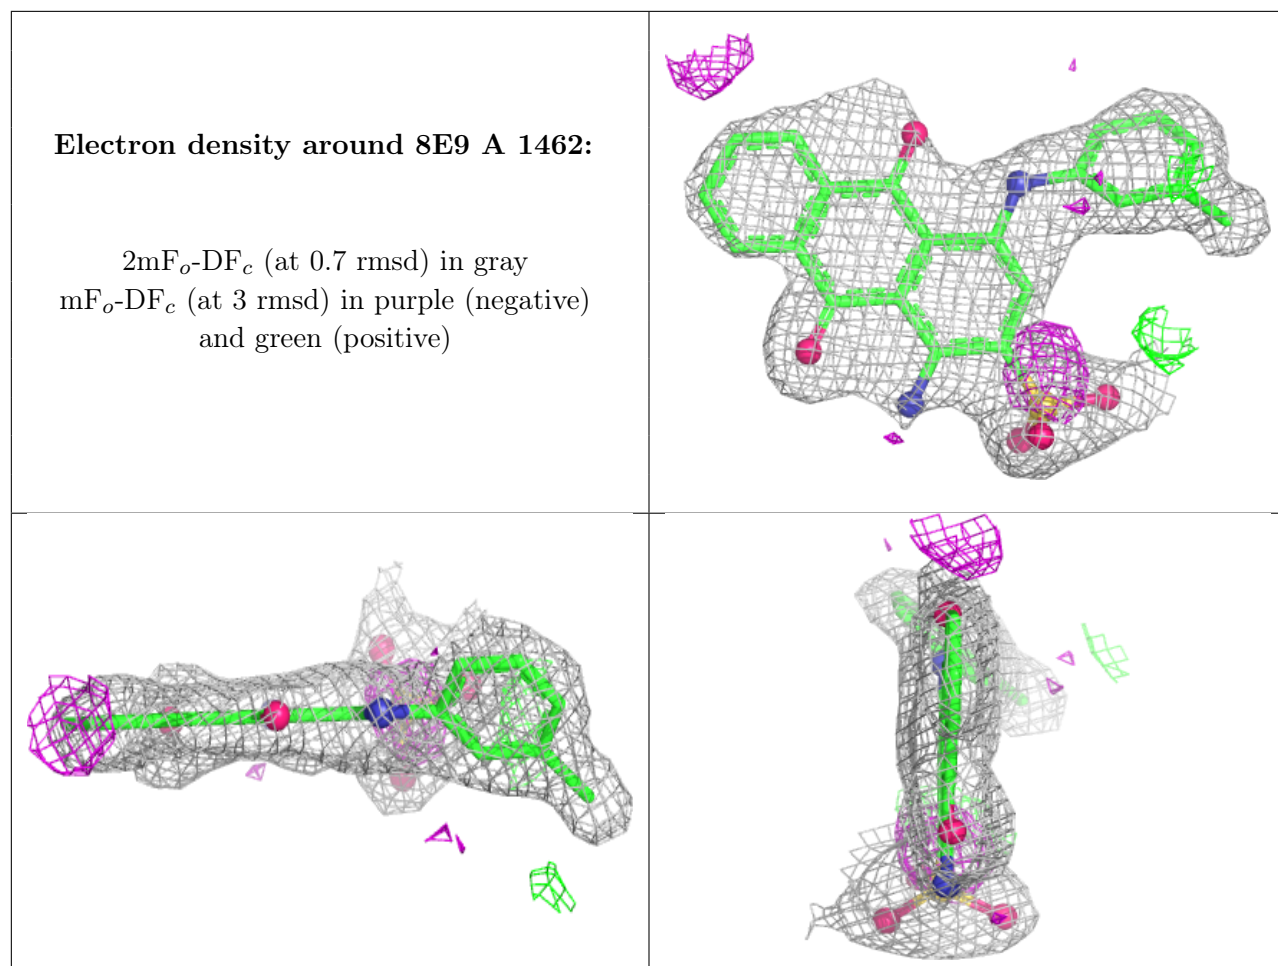 Electron density around 8E9 A 1462:
2mFₒ-DF𝒸 (at 0.7 rmsd) in gray
mFₒ-DF𝒸 (at 3 rmsd) in purple (negative)
and green (positive)